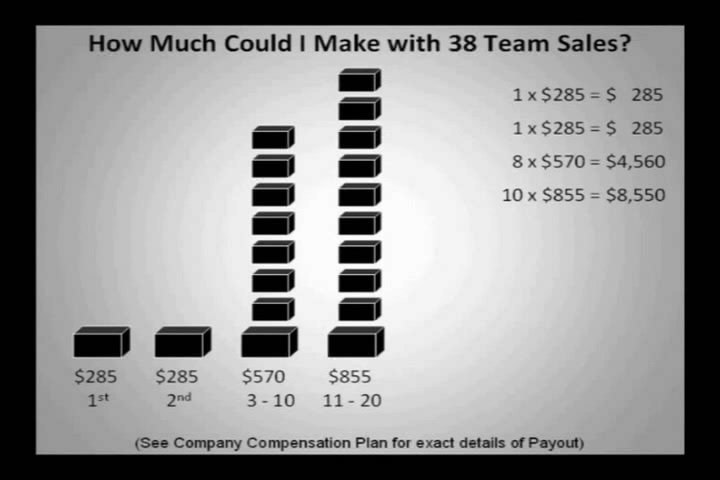 How Much Could I Make with 38 Team Sales?
1 x $285 = $ 285
1 x $285 = $ 285
8 x $570 = $4,560
10 x $855 = $8,550
$285 $285 $570 $855
1st 2nd 3 - 10 11 - 20
(See Company Compensation Plan for exact details of Payout)